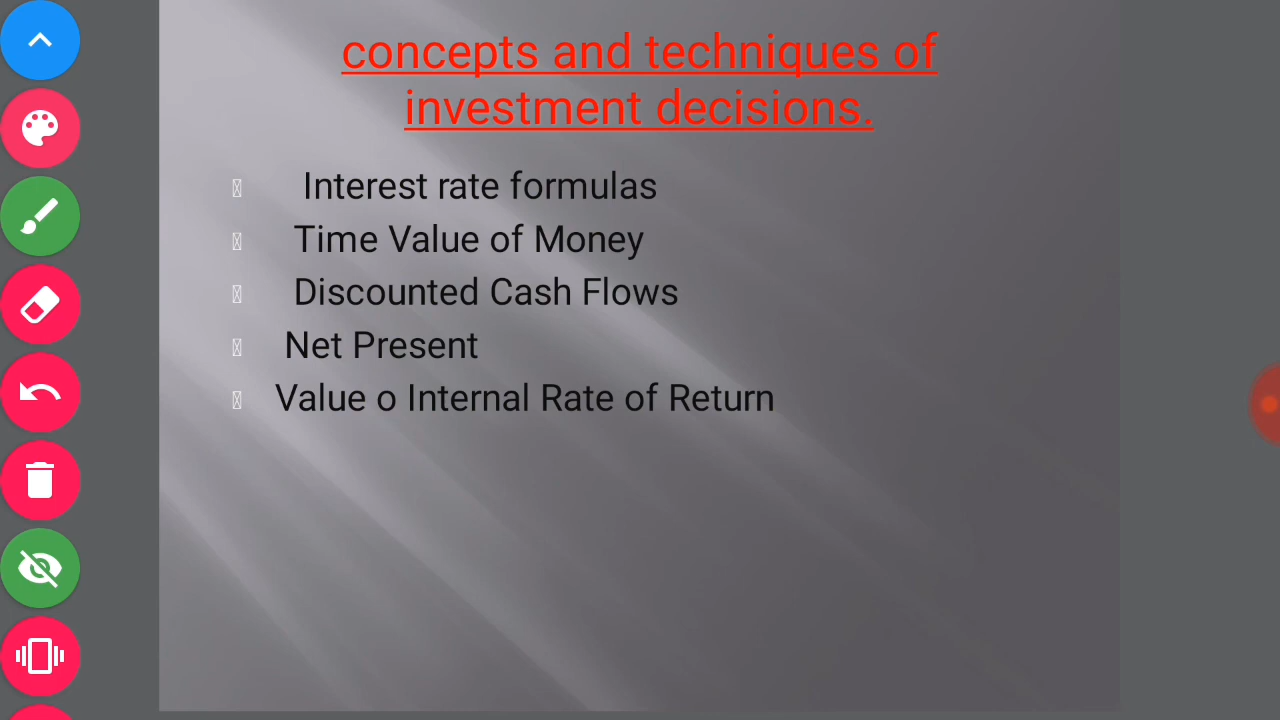 concepts and techniques of
investment decisions.
Interest rate formulas
Time Value of Money
Discounted Cash Flows
Net Present
Value o Internal Rate of Return